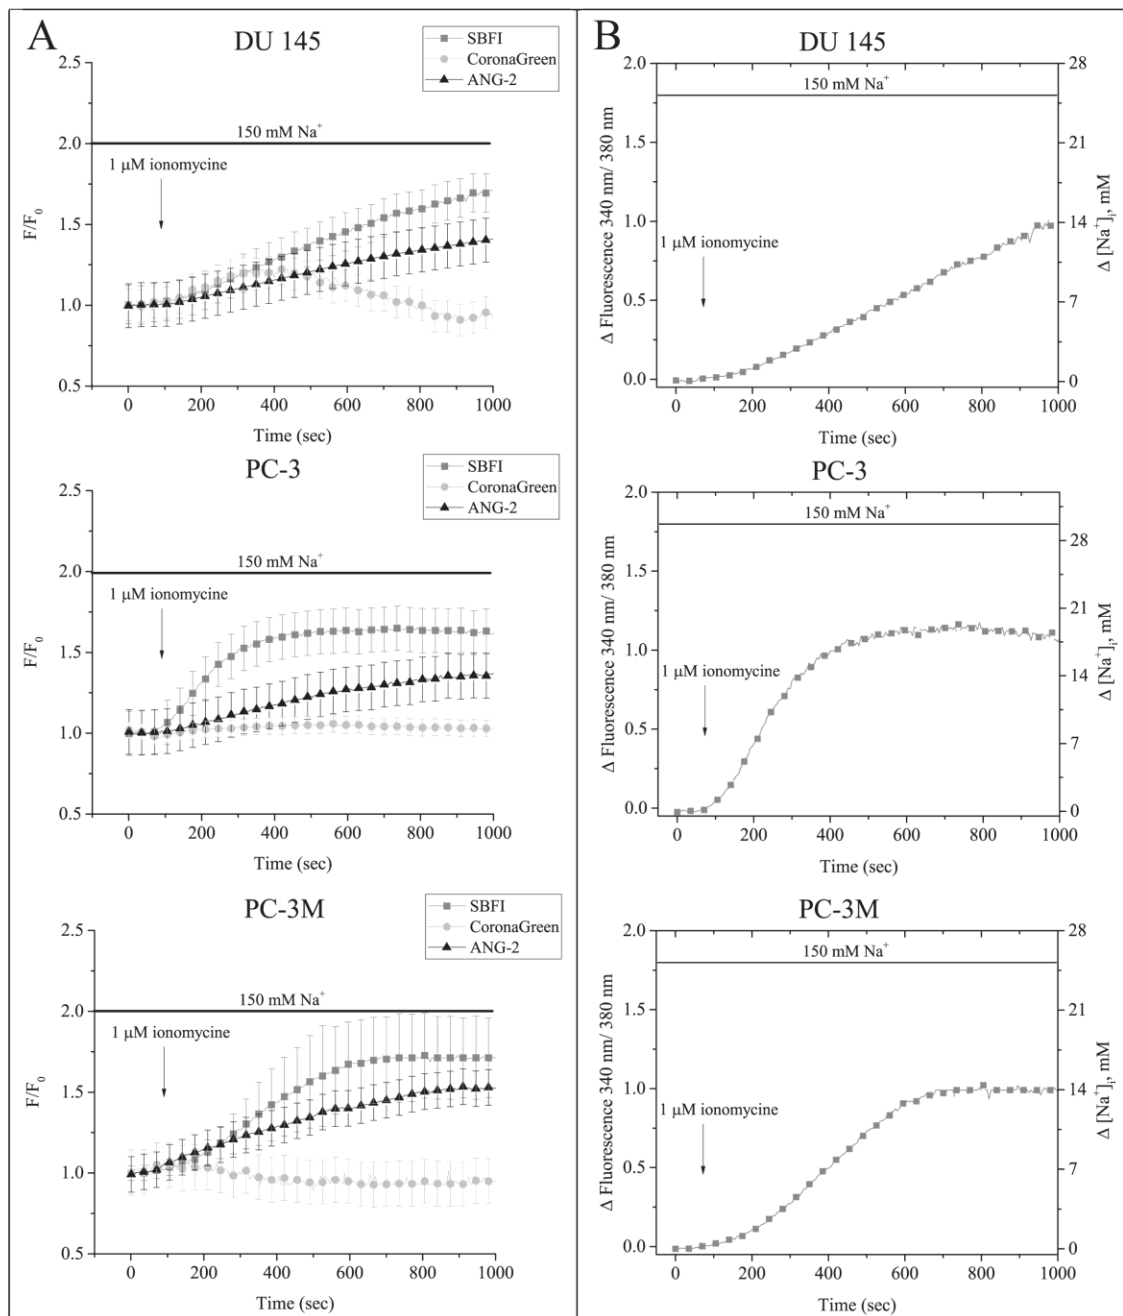 A
DU 145
SBFI
CoronaGreen
ANG-2
2.5
2.0
1.5
1.0
0.5
F/F0
150 mM Na+
1 μM ionomycine
0 200 400 600 800 1000
Time (sec)
PC-3
SBFI
CoronaGreen
ANG-2
2.5
2.0
1.5
1.0
0.5
F/F0
150 mM Na+
1 μM ionomycine
0 200 400 600 800 1000
Time (sec)
PC-3M
SBFI
CoronaGreen
ANG-2
2.5
2.0
1.5
1.0
0.5
F/F0
150 mM Na+
1 μM ionomycine
0 200 400 600 800 1000
Time (sec)
B
DU 145
2.0
1.5
1.0
0.5
0.0
Δ Fluorescence 340 nm/ 380 nm
150 mM Na+
1 μM ionomycine
28
21
14
7
0
Δ [Na+]i, mM
0 200 400 600 800 1000
Time (sec)
PC-3
2.0
1.5
1.0
0.5
0.0
Δ Fluorescence 340 nm/ 380 nm
150 mM Na+
1 μM ionomycine
28
21
14
7
0
Δ [Na+]i, mM
0 200 400 600 800 1000
Time (sec)
PC-3M
2.0
1.5
1.0
0.5
0.0
Δ Fluorescence 340 nm/ 380 nm
150 mM Na+
1 μM ionomycine
28
21
14
7
0
Δ [Na+]i, mM
0 200 400 600 800 1000
Time (sec)